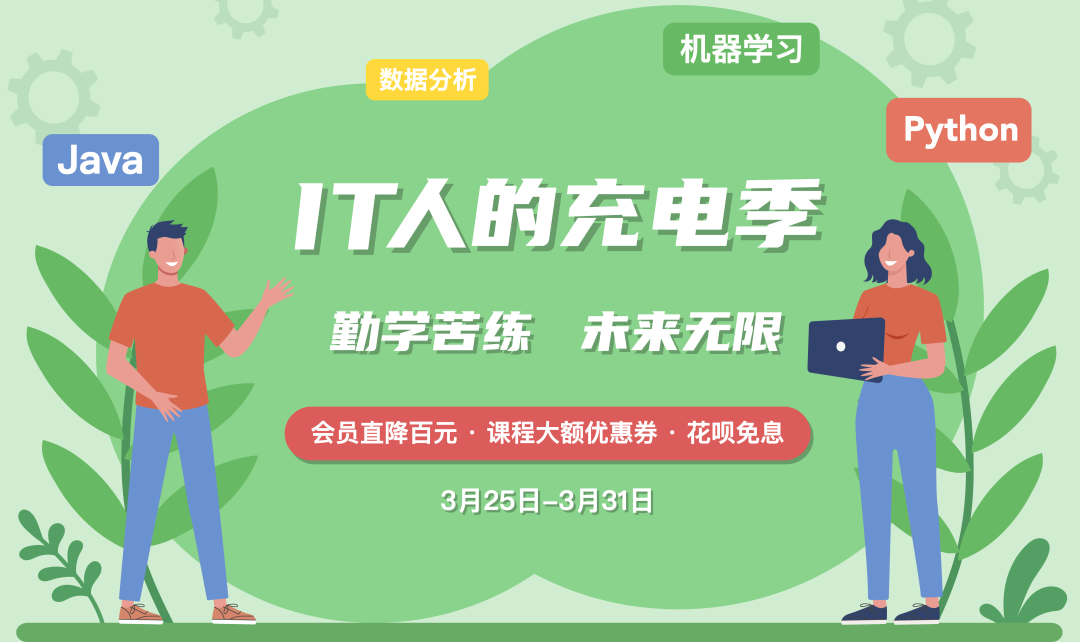 机器学习
数据分析
Python
Java
IT人的充电季
勤学苦练 未来无限
会员直降百元 · 课程大额优惠券 · 花呗免息
3月25日-3月31日